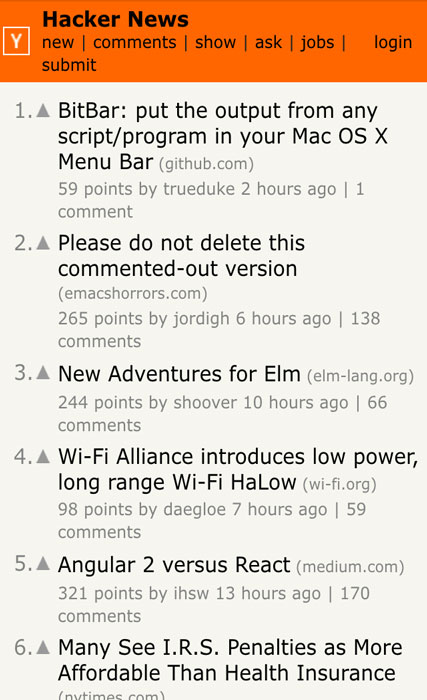 Y
Hacker News
new | comments | show | ask | jobs | login
submit
1. ▲ BitBar: put the output from any
script/program in your Mac OS X
Menu Bar (github.com)
59 points by trueduke 2 hours ago | 1
comment
2. ▲ Please do not delete this
commented-out version
(emacshorrors.com)
265 points by jordigh 6 hours ago | 138
comments
3. ▲ New Adventures for Elm (elm-lang.org)
244 points by shoover 10 hours ago | 66
comments
4. ▲ Wi-Fi Alliance introduces low power,
long range Wi-Fi HaLow (wi-fi.org)
98 points by daegloe 7 hours ago | 59
comments
5. ▲ Angular 2 versus React (medium.com)
321 points by ihsw 13 hours ago | 170
comments
6. ▲ Many See I.R.S. Penalties as More
Affordable Than Health Insurance
(nytimes.com)